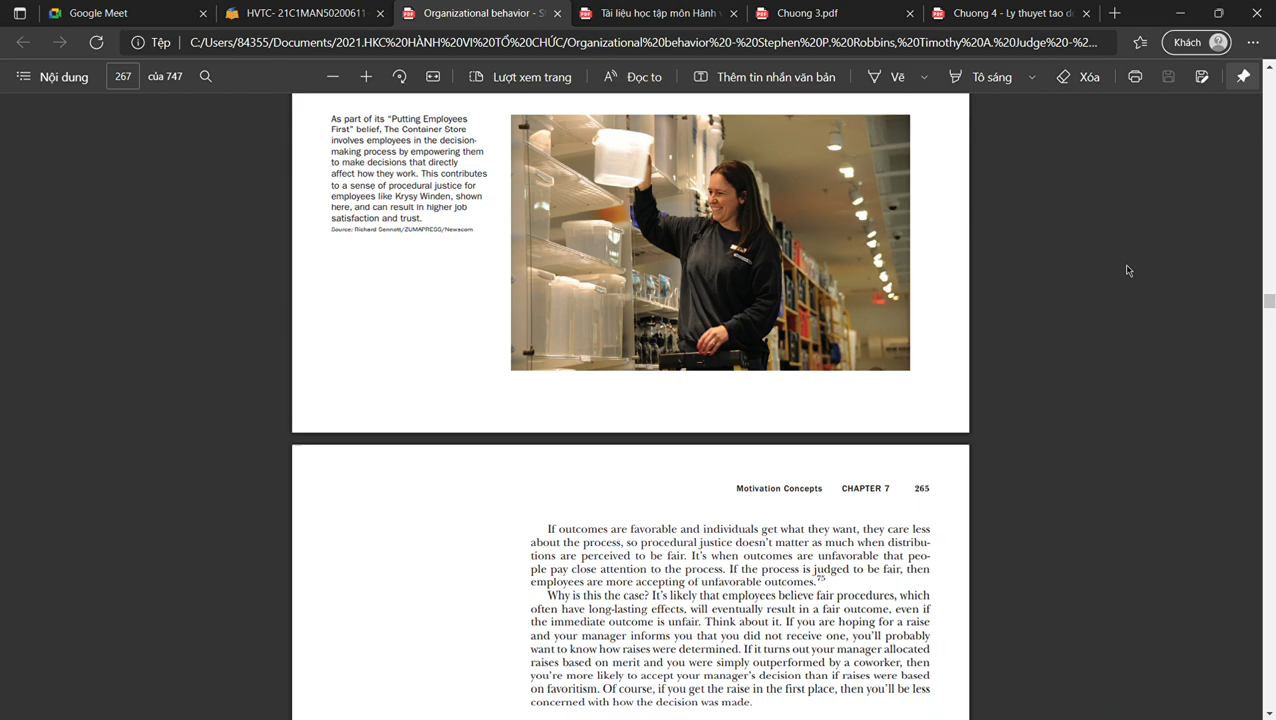 Google Meet
HVTC- 21C1MAN50200611
Organizational behavior - St
Tài liệu học tập môn Hành v
Chuong 3.pdf
Chuong 4 - Ly thuyet tao độ
Tệp
C:/Users/84355/Documents/2021.HKC%20HÀNH%20VI%20TỔ%20CHỨC/Organizational%20behavior%20-%20Stephen%20P.%20Robbins,%20Timothy%20A.%20Judge%20-%2...
Khách
Nội dung
267
của 747
Lượt xem trang
Đọc to
Thêm tin nhắn văn bản
Vẽ
Tô sáng
Xóa
As part of its “Putting Employees
First” belief, The Container Store
involves employees in the decision-
making process by empowering them
to make decisions that directly
affect how they work. This contributes
to a sense of procedural justice for
employees like Krysy Winden, shown
here, and can result in higher job
satisfaction and trust.
Source: Richard Sennott/ZUMAPRESS/Newscom
Motivation Concepts CHAPTER 7 265
If outcomes are favorable and individuals get what they want, they care less
about the process, so procedural justice doesn’t matter as much when distribu-
tions are perceived to be fair. It’s when outcomes are unfavorable that peo-
ple pay close attention to the process. If the process is judged to be fair, then
employees are more accepting of unfavorable outcomes.75
Why is this the case? It’s likely that employees believe fair procedures, which
often have long-lasting effects, will eventually result in a fair outcome, even if
the immediate outcome is unfair. Think about it. If you are hoping for a raise
and your manager informs you that you did not receive one, you’ll probably
want to know how raises were determined. If it turns out your manager allocated
raises based on merit and you were simply outperformed by a coworker, then
you’re more likely to accept your manager’s decision than if raises were based
on favoritism. Of course, if you get the raise in the first place, then you’ll be less
concerned with how the decision was made.